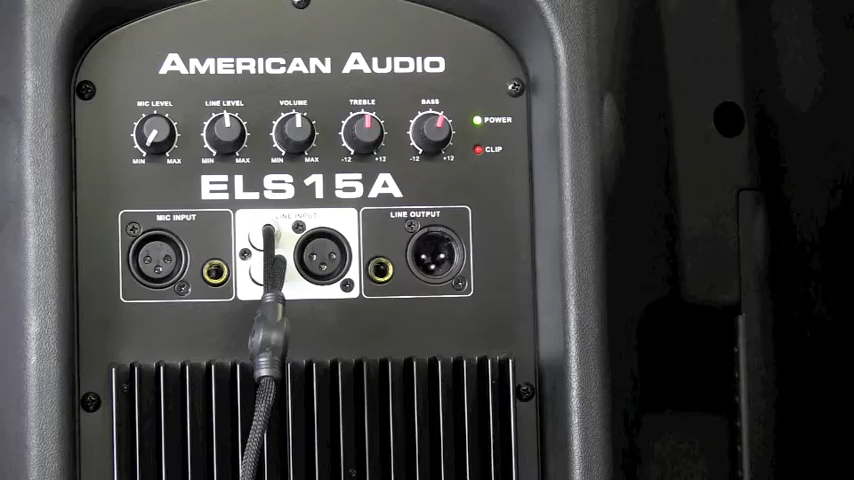 AMERICAN AUDIO
MIC LEVEL LINE LEVEL VOLUME TREBLE BASS
POWER
CLIP
MIN MAX MIN MAX MIN MAX -12 +12 -12 +12
ELS15A
MIC INPUT LINE INPUT LINE OUTPUT